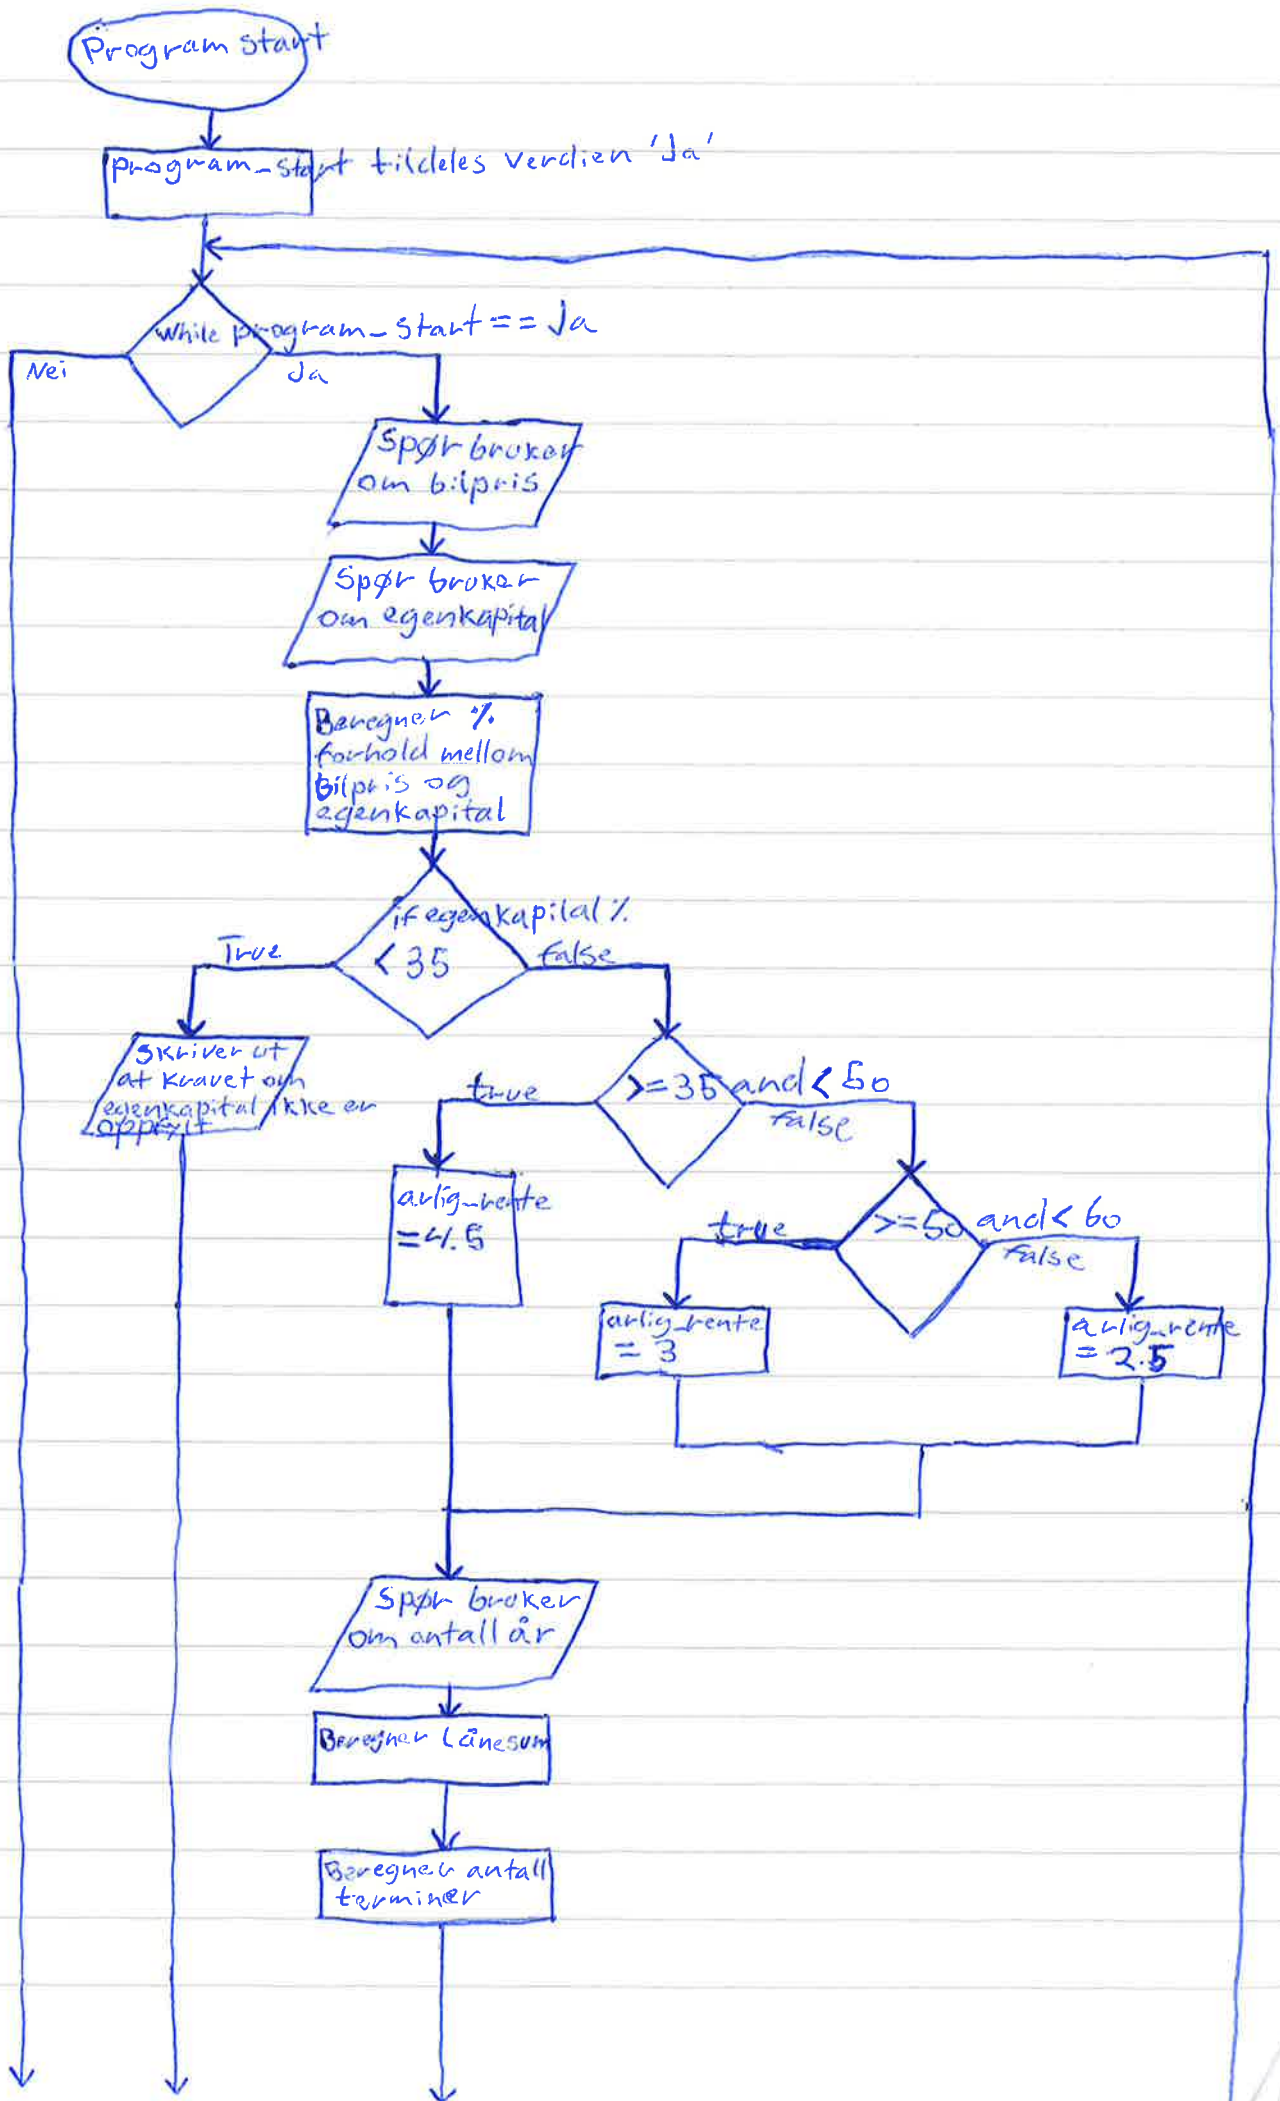 Program start
program_start tildeles verdien 'Ja'
While program_start == Ja
Nei
Ja
Spør bruker
om bilpris
Spør bruker
om egenkapital
Beregner %
forhold mellom
Bilpris og
egenkapital
if egenkapital %
< 35
True
false
Skriver ut
at kravet om
egenkapital ikke er
oppfylt
>=35 and < 50
true
false
arlig_rente
=4.5
>=50 and < 60
true
false
arlig_rente
= 3
arlig_rente
= 2.5
Spør bruker
om antall år
Beregner Lånesum
Beregner antall
terminer